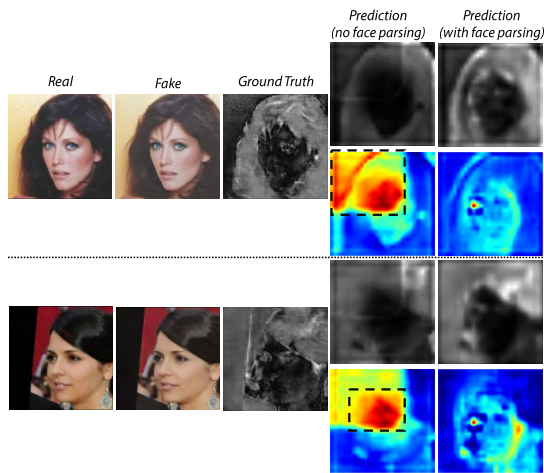 Prediction
(no face parsing)
Prediction
(with face parsing)
Real
Fake
Ground Truth